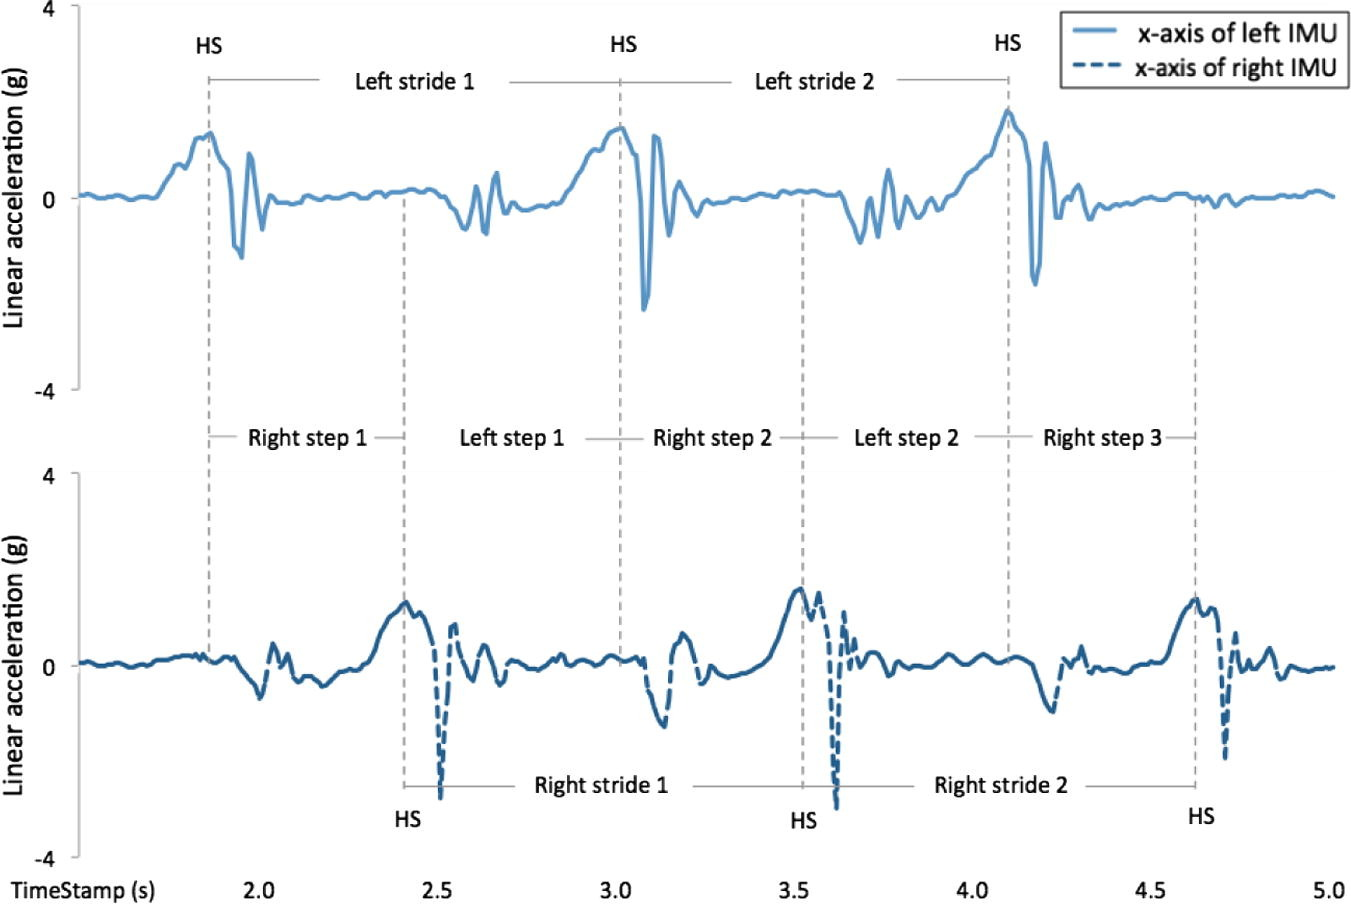 4
HS
HS
HS
x-axis of left IMU
x-axis of right IMU
Left stride 1
Left stride 2
Linear acceleration (g)
0
-4
Right step 1
Left step 1
Right step 2
Left step 2
Right step 3
4
Linear acceleration (g)
0
Right stride 1
Right stride 2
HS
HS
HS
-4
TimeStamp (s)
2.0
2.5
3.0
3.5
4.0
4.5
5.0